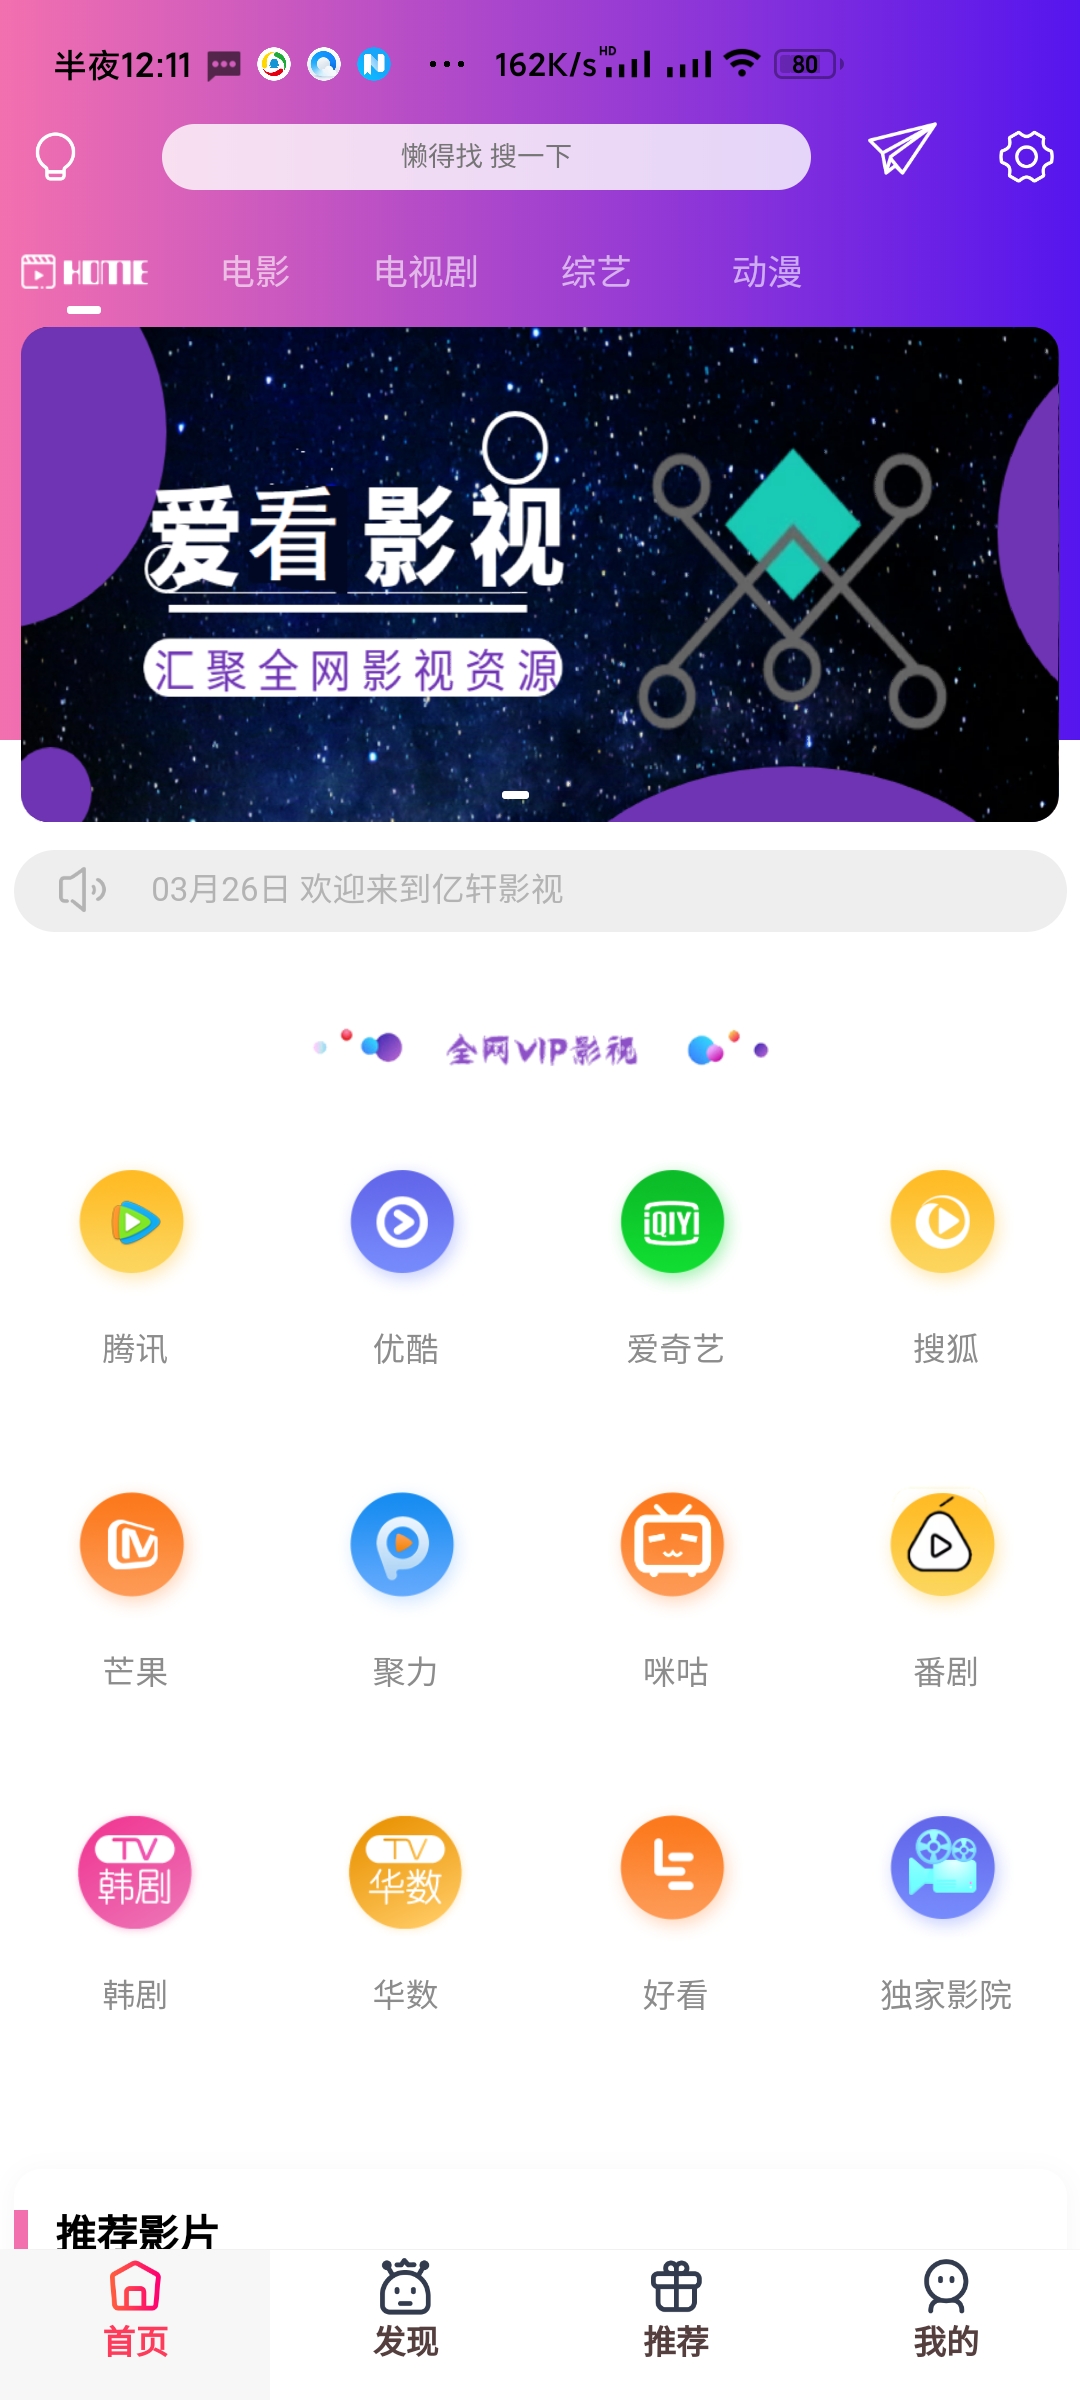 半夜12:11 162K/s HD 80
懒得找 搜一下
HOME 电影 电视剧 综艺 动漫
爱看影视
汇聚全网影视资源
03月26日 欢迎来到亿轩影视
全网VIP影视
iQIYI
腾讯 优酷 爱奇艺 搜狐
芒果 聚力 咪咕 番剧
TV TV
韩剧 华数
韩剧 华数 好看 独家影院
推荐影片
首页 发现 推荐 我的